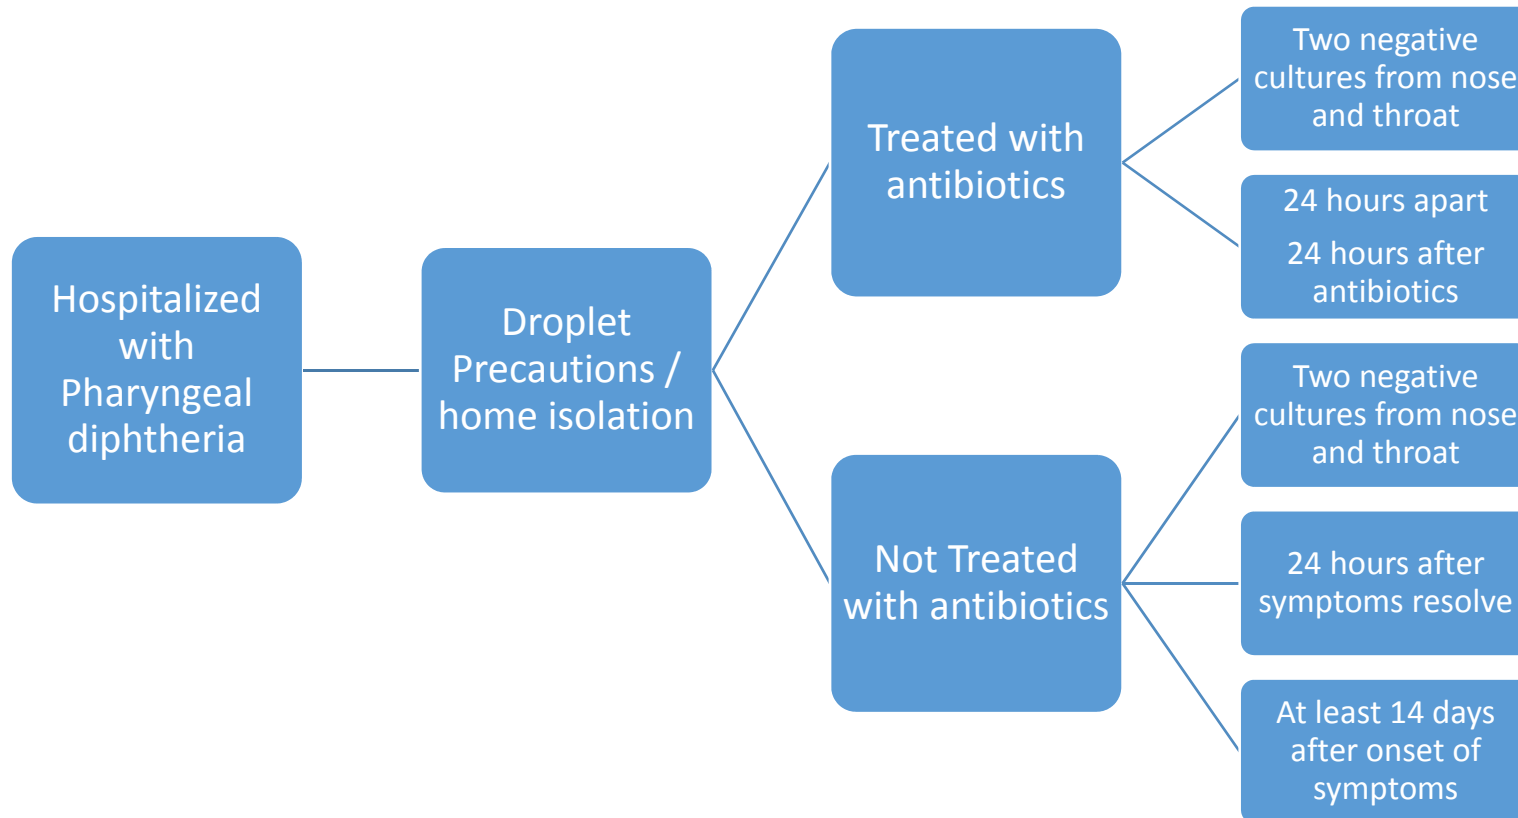 Hospitalized
with
Pharyngeal
diphtheria
Droplet
Precautions /
home isolation
Treated with
antibiotics
Two negative
cultures from nose
and throat
24 hours apart
24 hours after
antibiotics
Not Treated
with antibiotics
Two negative
cultures from nose
and throat
24 hours after
symptoms resolve
At least 14 days
after onset of
symptoms